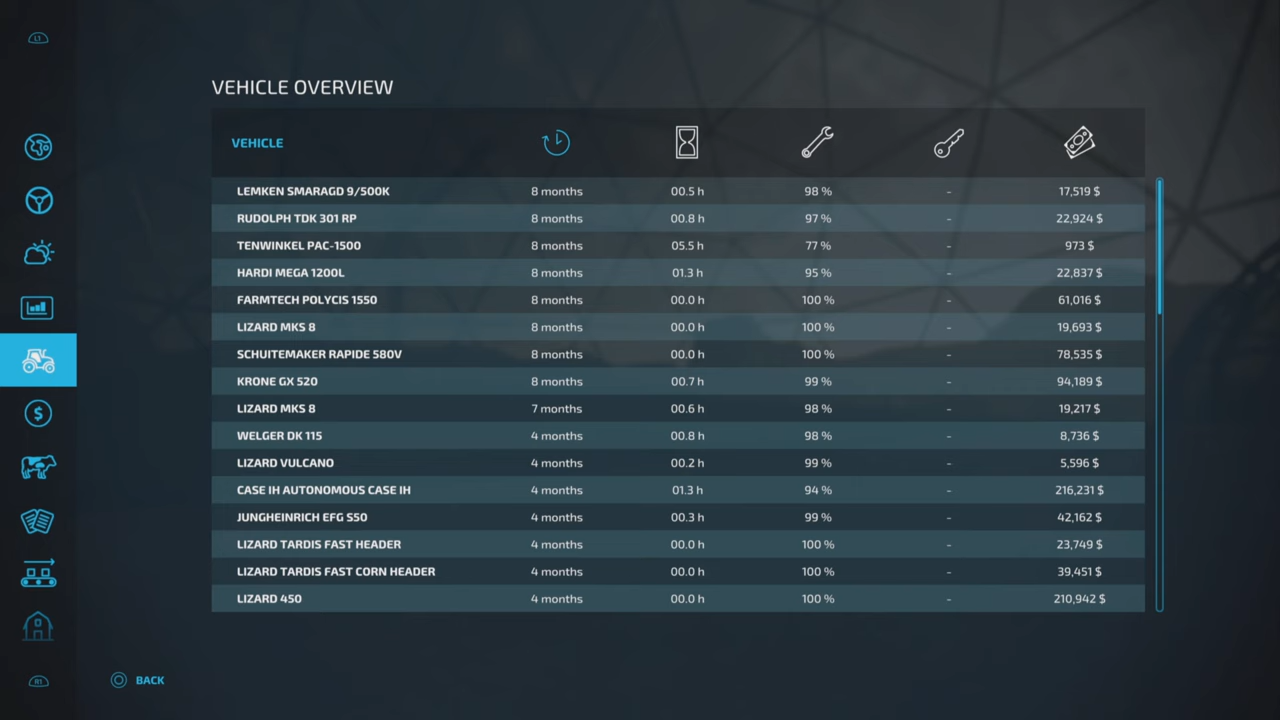 L1
VEHICLE OVERVIEW
VEHICLE
LEMKEN SMARAGD 9/500K 8 months 00.5 h 98 % - 17,519 $
RUDOLPH TDK 301 RP 8 months 00.8 h 97 % - 22,924 $
TENWINKEL PAC-1500 8 months 05.5 h 77 % - 973 $
HARDI MEGA 1200L 8 months 01.3 h 95 % - 22,837 $
FARMTECH POLYCIS 1550 8 months 00.0 h 100 % - 61,016 $
LIZARD MKS 8 8 months 00.0 h 100 % - 19,693 $
SCHUITEMAKER RAPIDE 580V 8 months 00.0 h 100 % - 78,535 $
KRONE GX 520 8 months 00.7 h 99 % - 94,189 $
LIZARD MKS 8 7 months 00.6 h 98 % - 19,217 $
WELGER DK 115 4 months 00.8 h 98 % - 8,736 $
LIZARD VULCANO 4 months 00.2 h 99 % - 5,596 $
CASE IH AUTONOMOUS CASE IH 4 months 01.3 h 94 % - 216,231 $
JUNGHEINRICH EFG S50 4 months 00.3 h 99 % - 42,162 $
LIZARD TARDIS FAST HEADER 4 months 00.0 h 100 % - 23,749 $
LIZARD TARDIS FAST CORN HEADER 4 months 00.0 h 100 % - 39,451 $
LIZARD 450 4 months 00.0 h 100 % - 210,942 $
R1
BACK